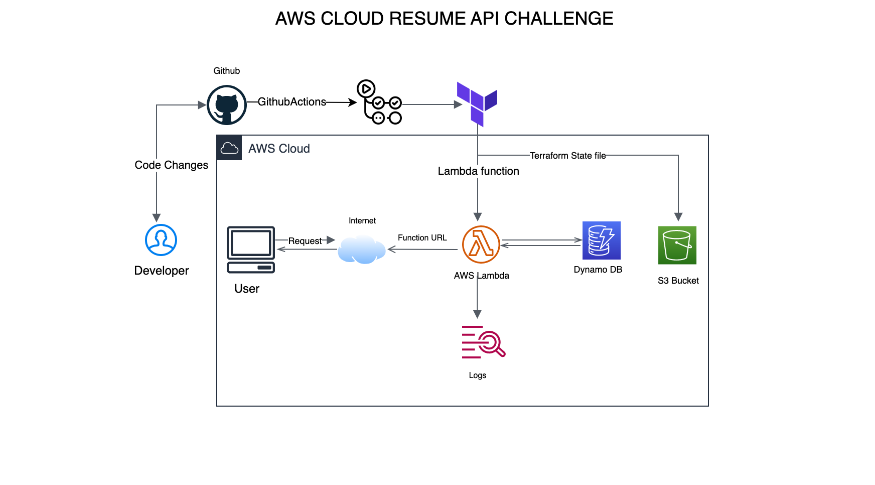 AWS CLOUD RESUME API CHALLENGE
Github
GithubActions
AWS Cloud
Terraform State file
Code Changes
Lambda function
Internet
Request
Function URL
Developer
User
AWS Lambda
Dynamo DB
S3 Bucket
Logs